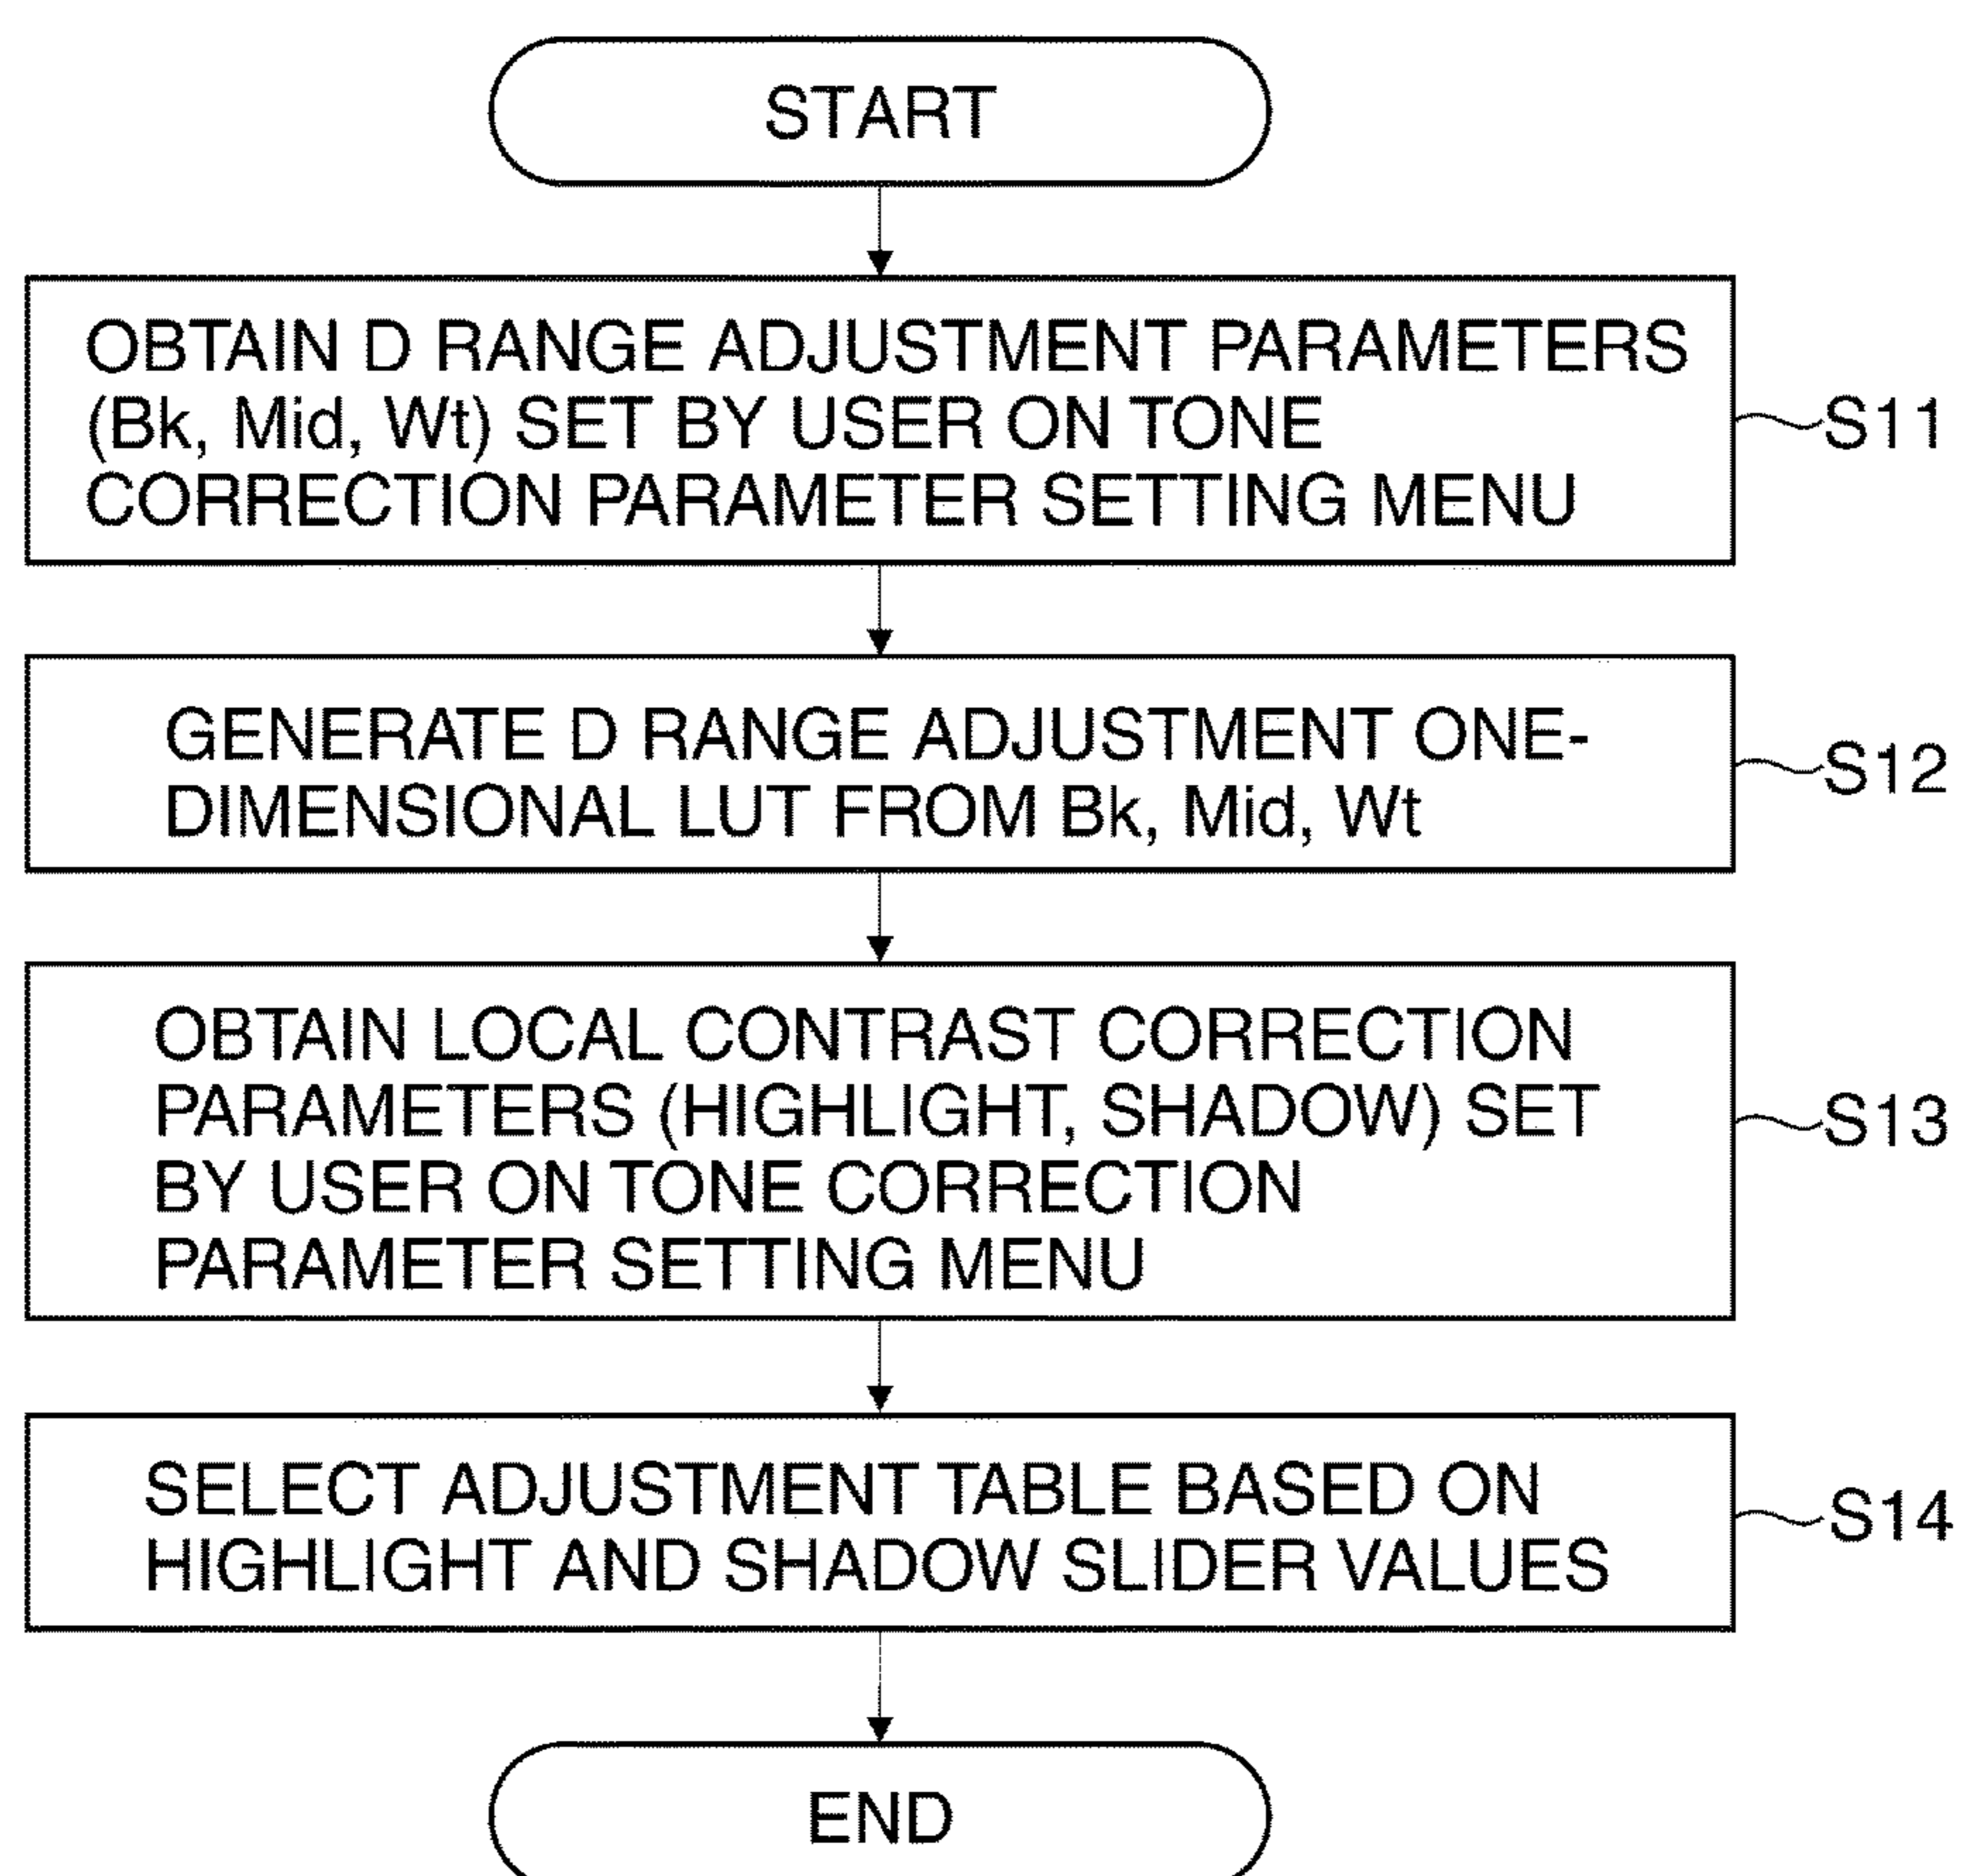 START
OBTAIN D RANGE ADJUSTMENT PARAMETERS
(Bk, Mid, Wt) SET BY USER ON TONE
CORRECTION PARAMETER SETTING MENU
S11
GENERATE D RANGE ADJUSTMENT ONE-
DIMENSIONAL LUT FROM Bk, Mid, Wt
S12
OBTAIN LOCAL CONTRAST CORRECTION
PARAMETERS (HIGHLIGHT, SHADOW) SET
BY USER ON TONE CORRECTION
PARAMETER SETTING MENU
S13
SELECT ADJUSTMENT TABLE BASED ON
HIGHLIGHT AND SHADOW SLIDER VALUES
S14
END